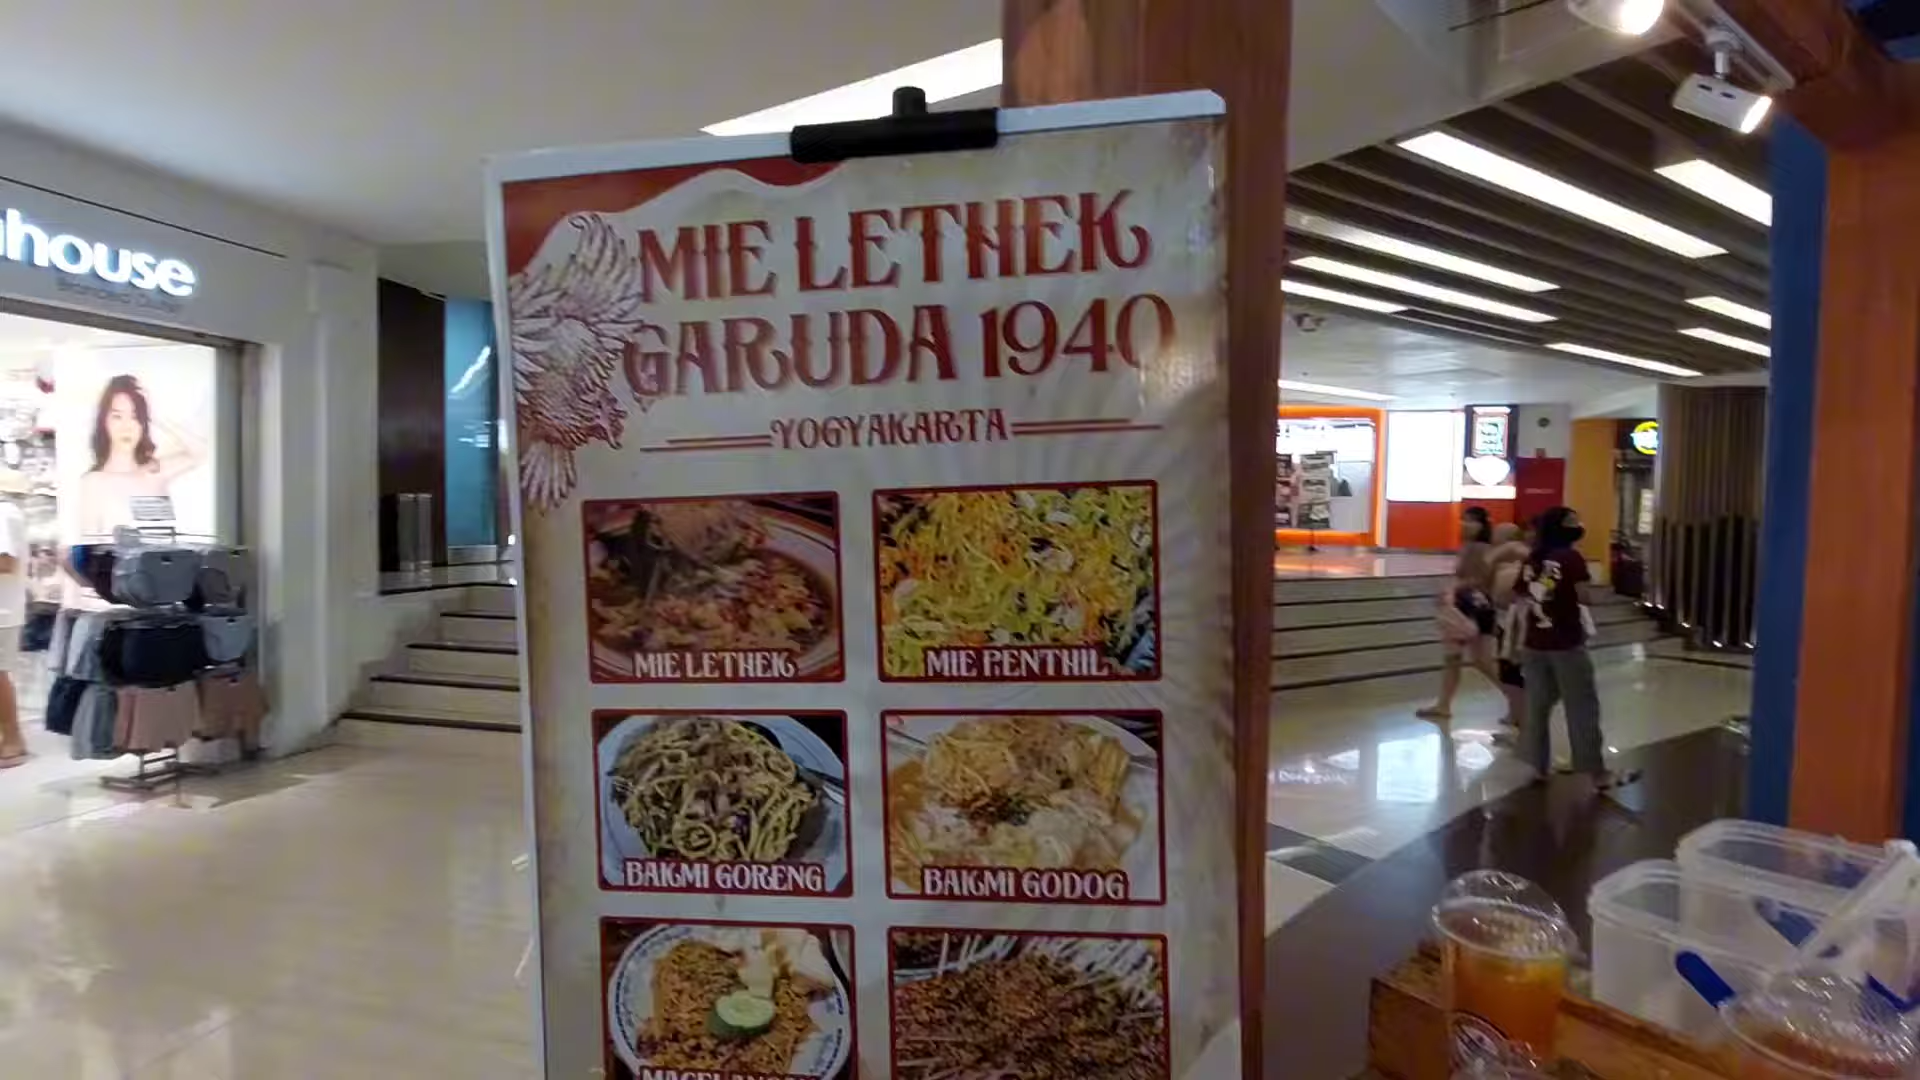 house
MIE LETHEK
GARUDA 1940
YOGYAKARTA
MIE LETHEK
MIE PENTHIL
BAKMI GORENG
BAKMI GODOG